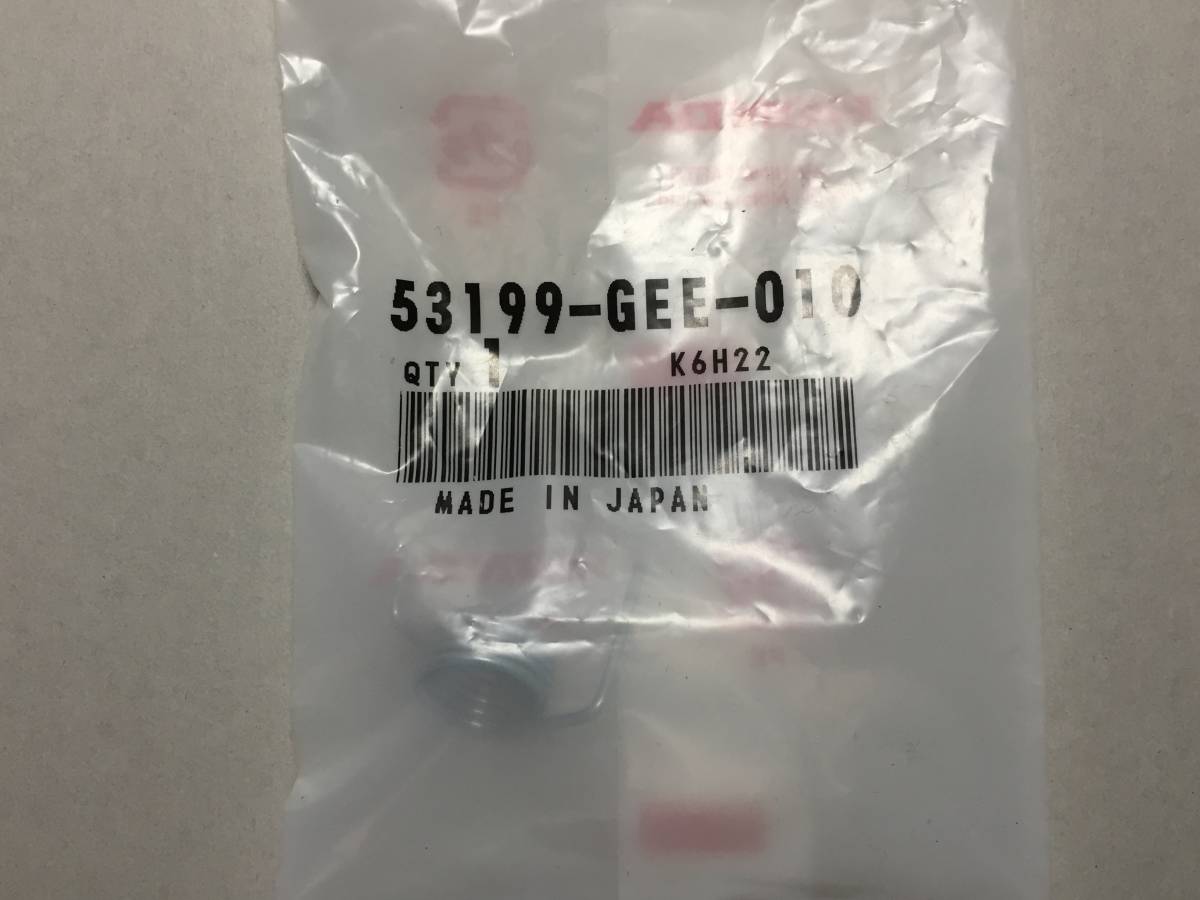 53199-GEE-010
QTY 1 K6H22
MADE IN JAPAN